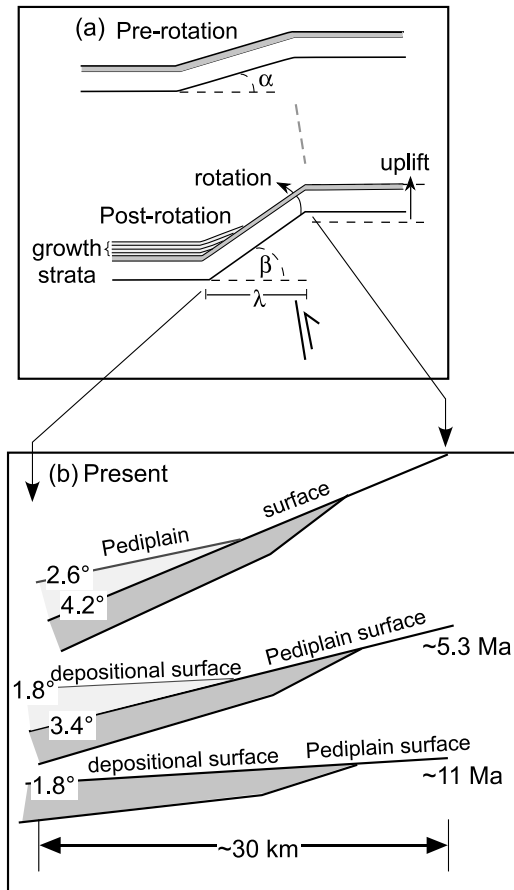 (a) Pre-rotation
α
uplift
rotation
Post-rotation
growth
strata
β
λ
(b) Present
surface
Pediplain
2.6°
4.2°
Pediplain surface
depositional surface
~5.3 Ma
1.8°
3.4°
depositional surface
Pediplain surface
1.8°
~11 Ma
~30 km